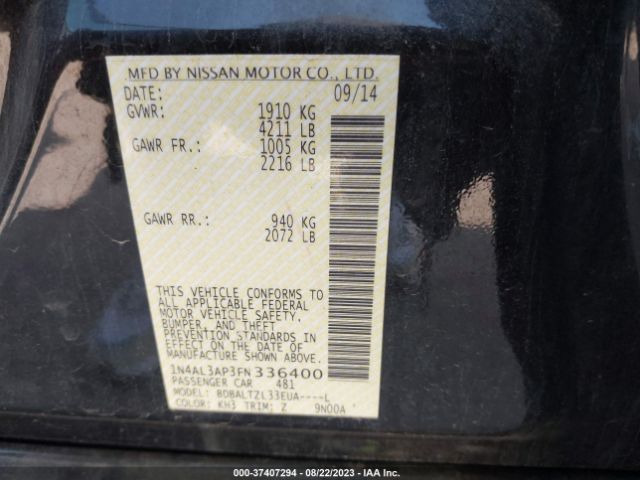 MFD BY NISSAN MOTOR CO., LTD.
DATE: 09/14
GVWR: 1910 KG
4211 LB
GAWR FR.: 1005 KG
2216 LB
GAWR RR.: 940 KG
2072 LB
THIS VEHICLE CONFORMS TO
ALL APPLICABLE FEDERAL
MOTOR VEHICLE SAFETY,
BUMPER, AND THEFT
PREVENTION STANDARDS IN
EFFECT ON THE DATE OF
MANUFACTURE SHOWN ABOVE.
1N4AL3AP3FN 336400
PASSENGER CAR 481
BDBALTZL33EUA----L
COLOR: KH3 TRIM: Z 9N00A
000-37407294 - 08/22/2023 - IAA Inc.